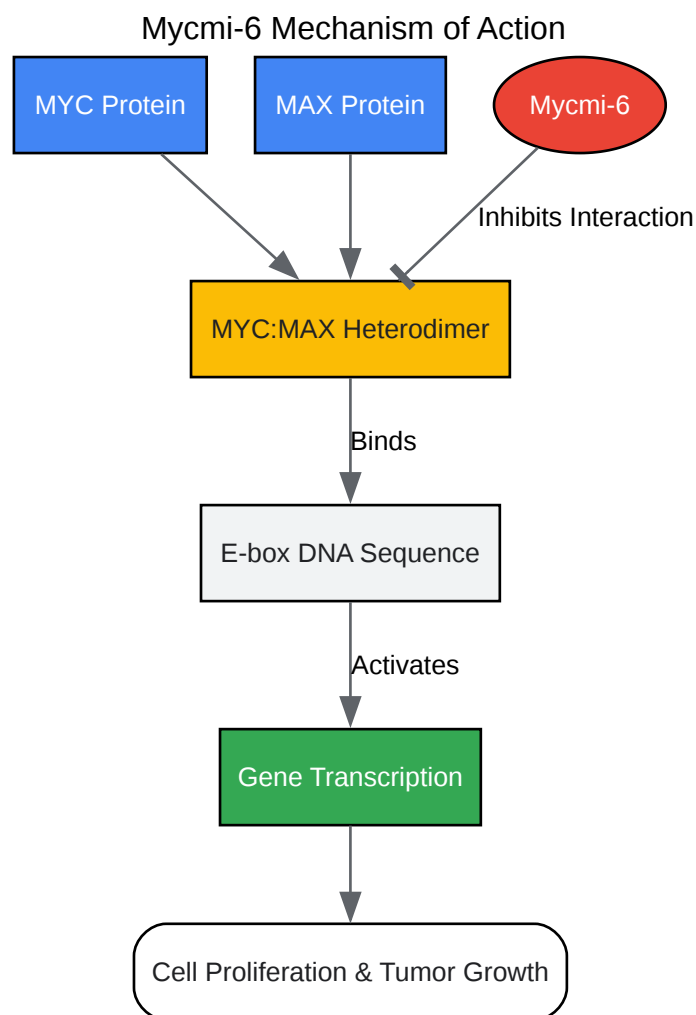 Mycmi-6 Mechanism of Action
MYC Protein
MAX Protein
Mycmi-6
Inhibits Interaction
MYC:MAX Heterodimer
Binds
E-box DNA Sequence
Activates
Gene Transcription
Cell Proliferation & Tumor Growth